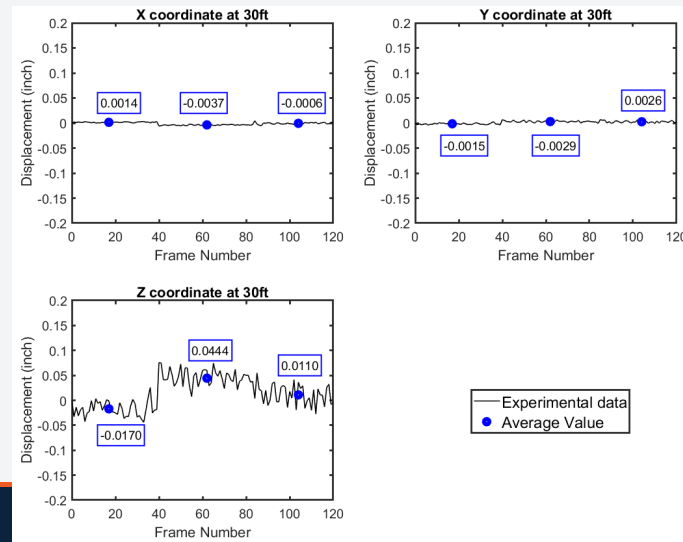 X coordinate at 30ft
0.2
0.15
0.1
0.05
0
-0.05
-0.1
-0.15
-0.2
Displacement (inch)
0.0014
-0.0037
-0.0006
0 20 40 60 80 100 120
Frame Number
Y coordinate at 30ft
0.2
0.15
0.1
0.05
0
-0.05
-0.1
-0.15
-0.2
Displacement (inch)
0.0026
-0.0015
-0.0029
0 20 40 60 80 100 120
Frame Number
Z coordinate at 30ft
0.2
0.15
0.1
0.05
0
-0.05
-0.1
-0.15
-0.2
Displacement (inch)
0.0444
0.0110
-0.0170
0 20 40 60 80 100 120
Frame Number
Experimental data
Average Value